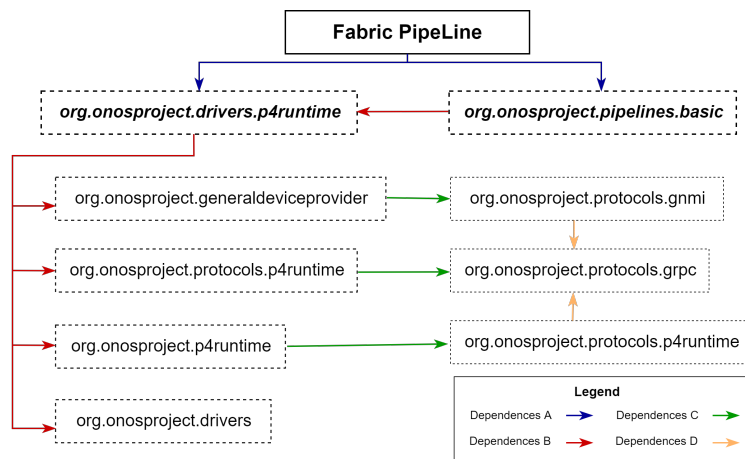 Fabric PipeLine
org.onosproject.drivers.p4runtime
org.onosproject.pipelines.basic
org.onosproject.generaldeviceprovider
org.onosproject.protocols.gnmi
org.onosproject.protocols.p4runtime
org.onosproject.protocols.grpc
org.onosproject.p4runtime
org.onosproject.protocols.p4runtime
org.onosproject.drivers
Legend
Dependences A
Dependences C
Dependences B
Dependences D